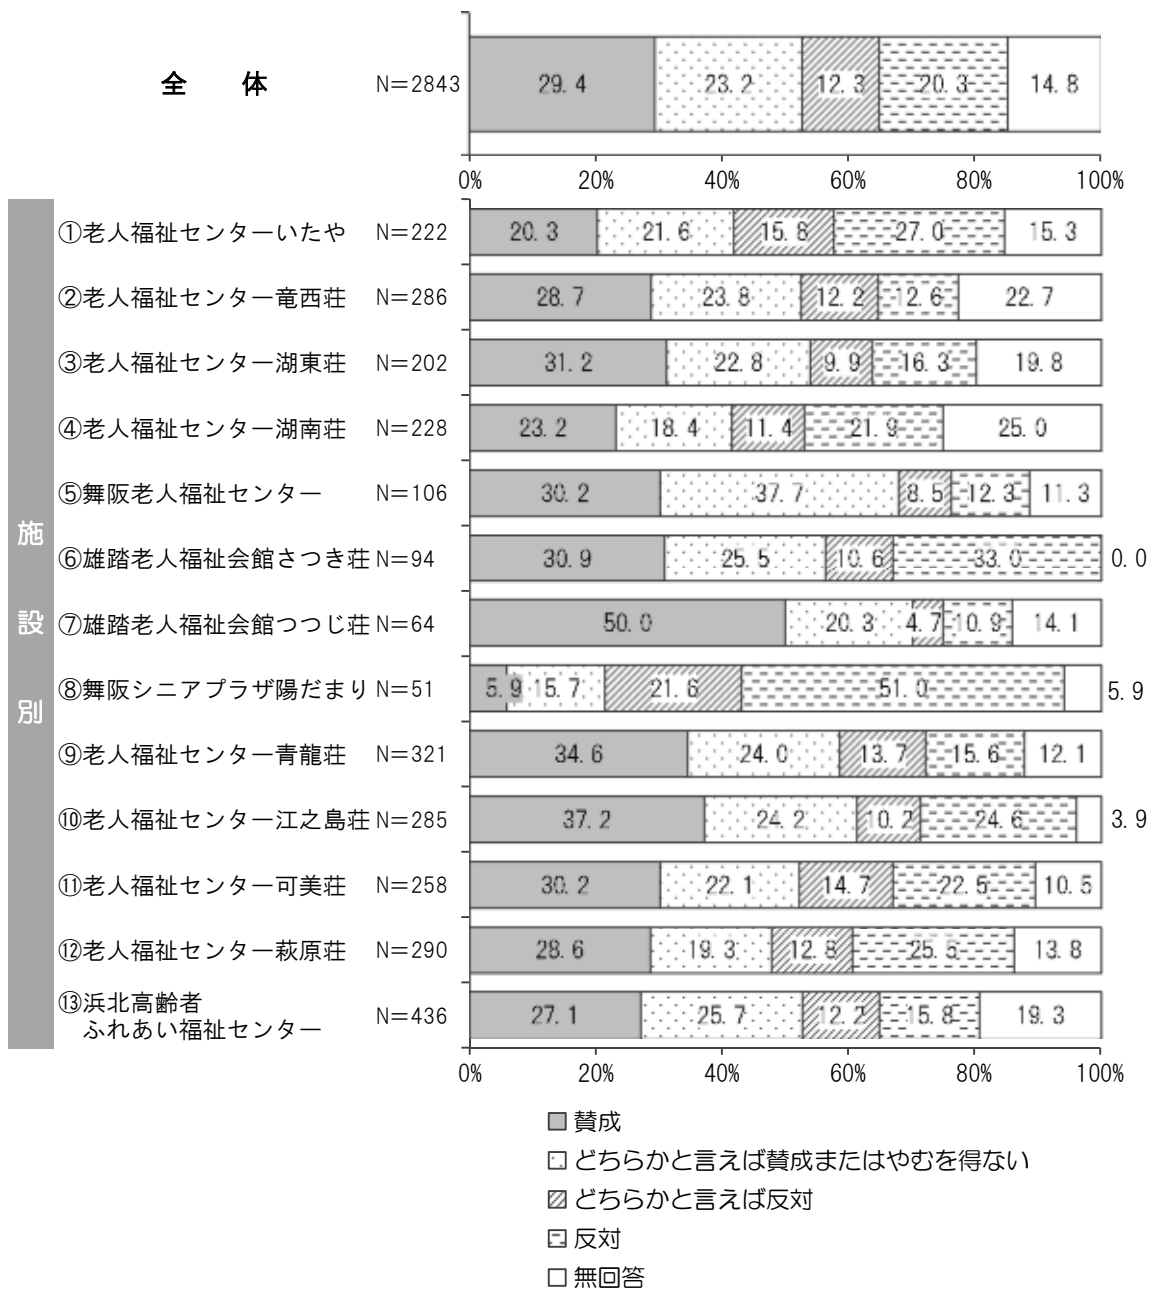 全 体 N=2843 29.4 23.2 12.3 20.3 14.8
0% 20% 40% 60% 80% 100%
施設別
①老人福祉センターいたや N=222 20.3 21.6 15.8 27.0 15.3
②老人福祉センター竜西荘 N=286 28.7 23.8 12.2 12.6 22.7
③老人福祉センター湖東荘 N=202 31.2 22.8 9.9 16.3 19.8
④老人福祉センター湖南荘 N=228 23.2 18.4 11.4 21.9 25.0
⑤舞阪老人福祉センター N=106 30.2 37.7 8.5 12.3 11.3
⑥雄踏老人福祉会館さつき荘 N=94 30.9 25.5 10.6 33.0 0.0
⑦雄踏老人福祉会館つつじ荘 N=64 50.0 20.3 4.7 10.9 14.1
⑧舞阪シニアプラザ陽だまり N=51 5.9 15.7 21.6 51.0 5.9
⑨老人福祉センター青龍荘 N=321 34.6 24.0 13.7 15.6 12.1
⑩老人福祉センター江之島荘 N=285 37.2 24.2 10.2 24.6 3.9
⑪老人福祉センター可美荘 N=258 30.2 22.1 14.7 22.5 10.5
⑫老人福祉センター萩原荘 N=290 28.6 19.3 12.8 25.5 13.8
⑬浜北高齢者
ふれあい福祉センター N=436 27.1 25.7 12.2 15.8 19.3
0% 20% 40% 60% 80% 100%
賛成
どちらかと言えば賛成またはやむを得ない
どちらかと言えば反対
反対
無回答